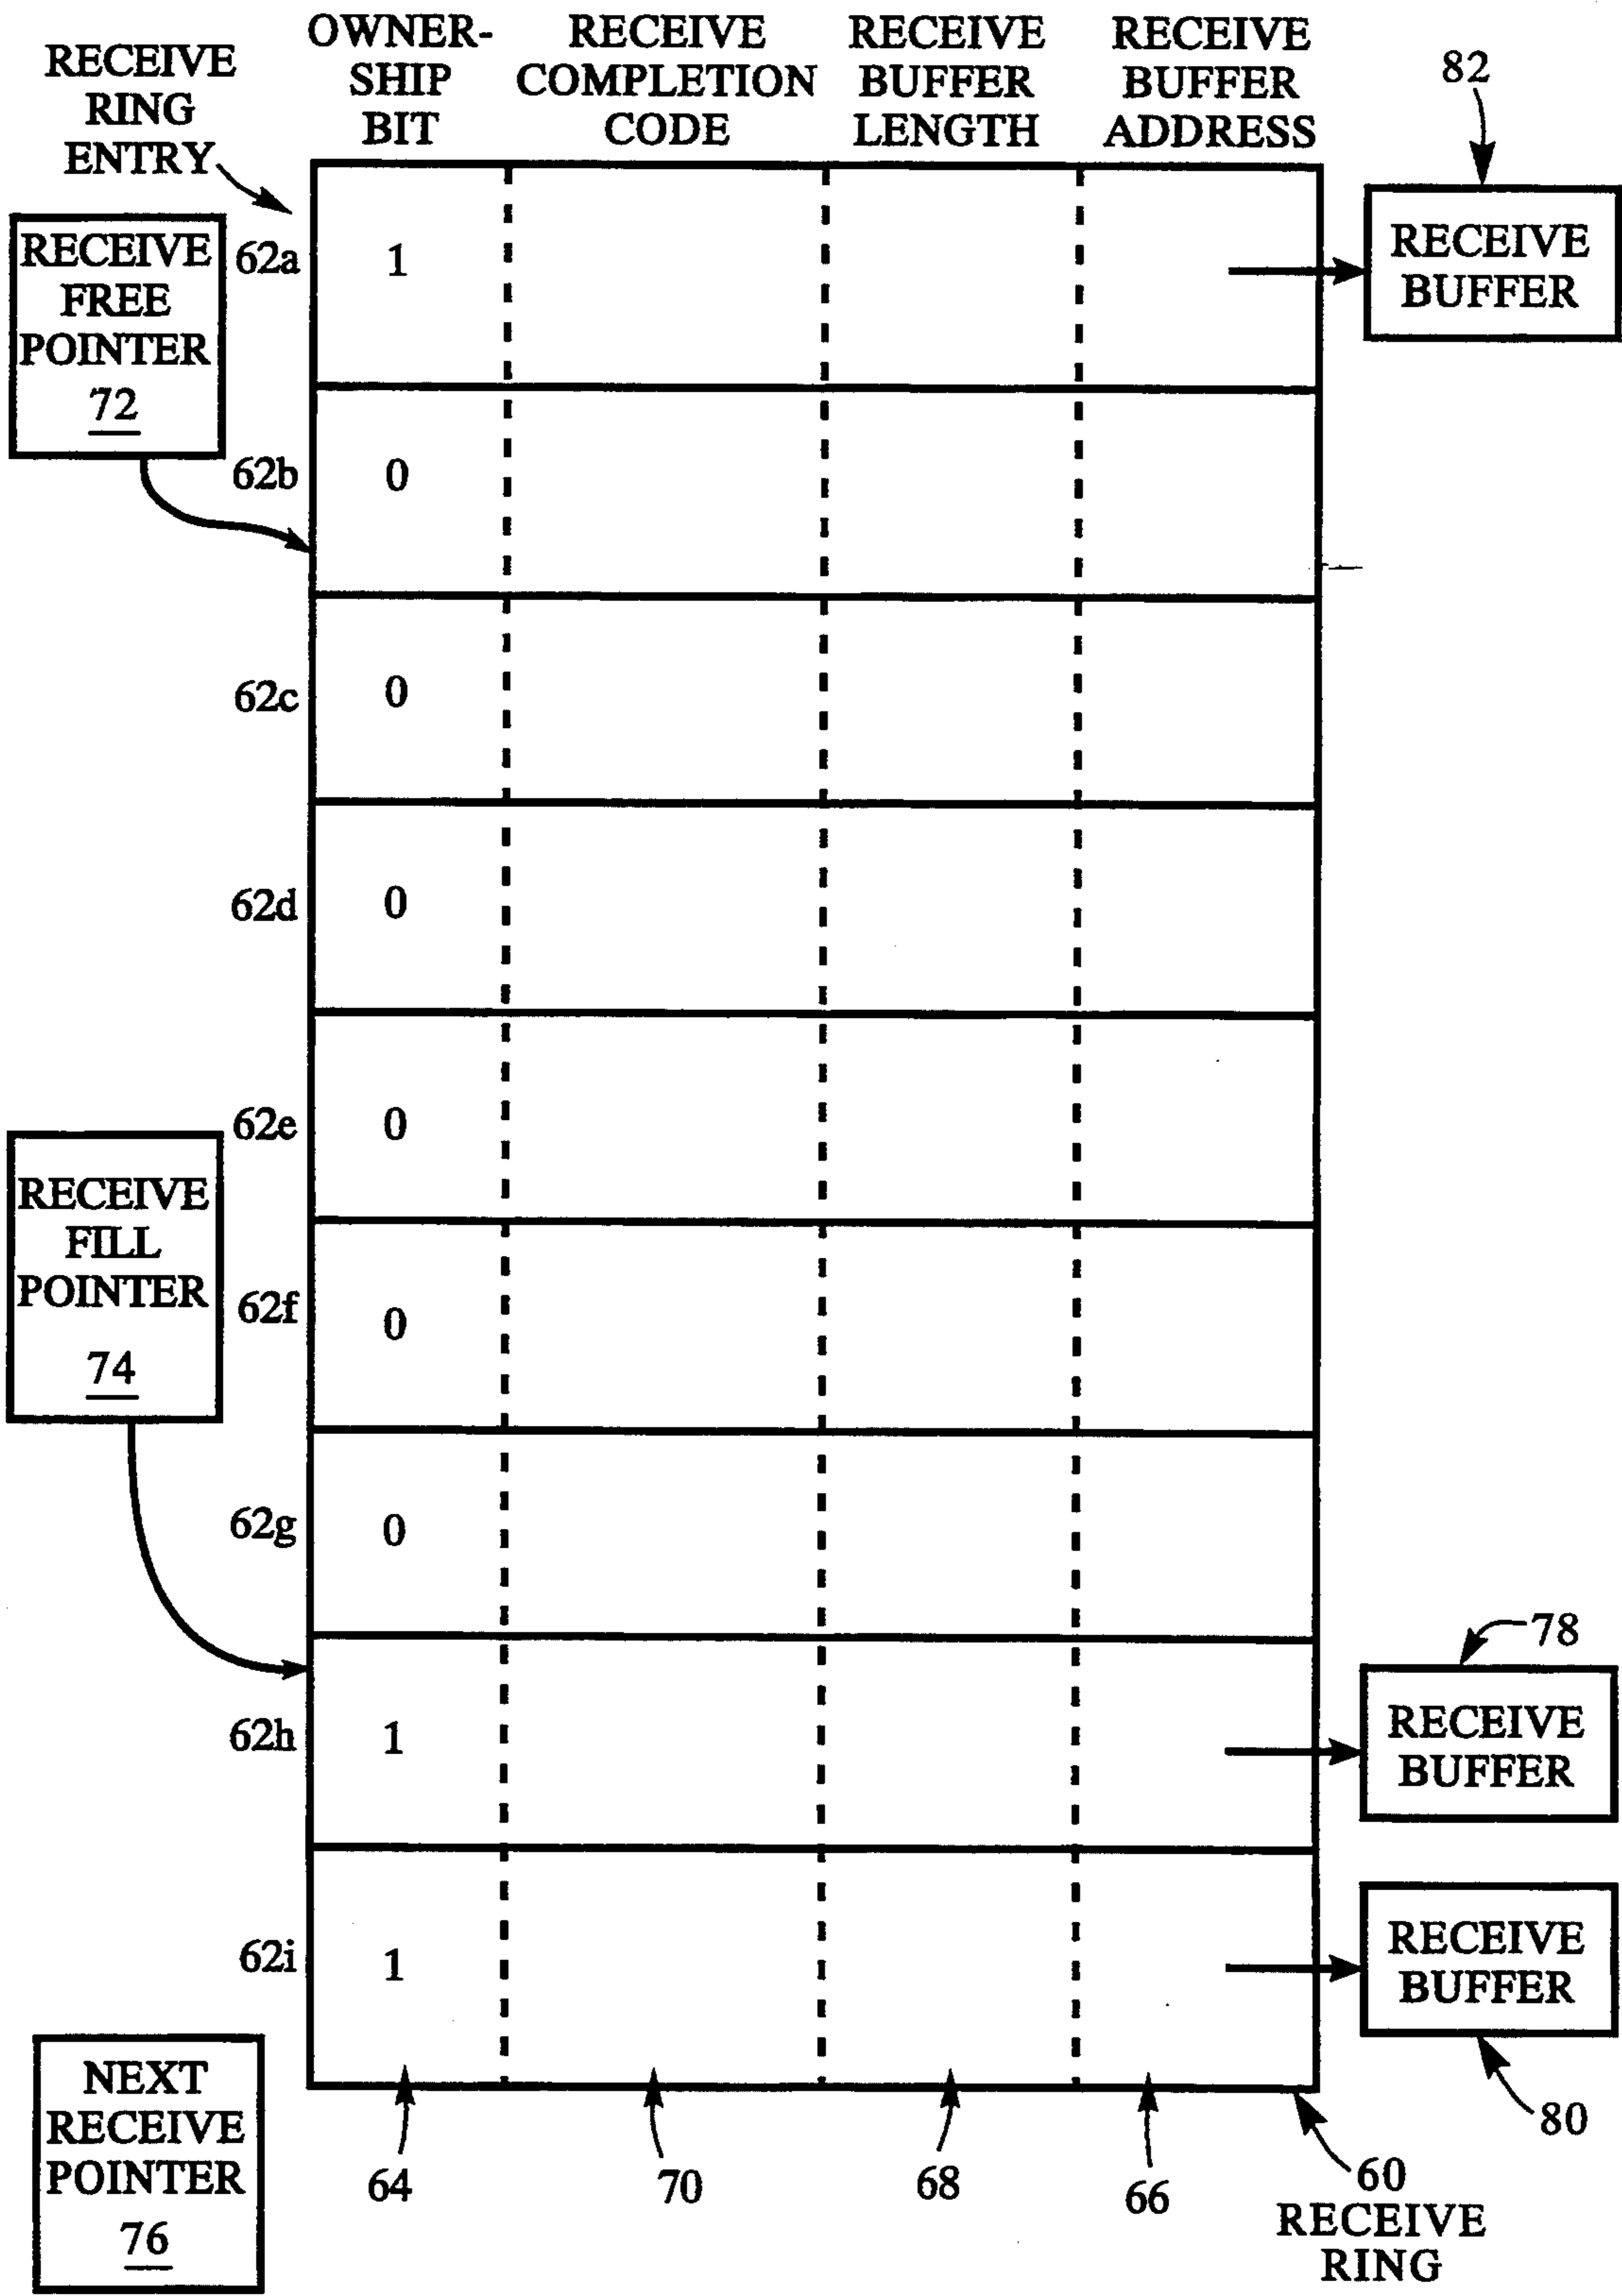 OWNER-
SHIP
BIT
RECEIVE
COMPLETION
CODE
RECEIVE
BUFFER
LENGTH
RECEIVE
BUFFER
ADDRESS
RECEIVE
RING
ENTRY
82
RECEIVE
BUFFER
RECEIVE
FREE
POINTER
72
62a
1
62b
0
62c
0
62d
0
62e
0
RECEIVE
FILL
POINTER
74
62f
0
62g
0
62h
1
78
RECEIVE
BUFFER
62i
1
RECEIVE
BUFFER
80
NEXT
RECEIVE
POINTER
76
64
70
68
66
60
RECEIVE
RING